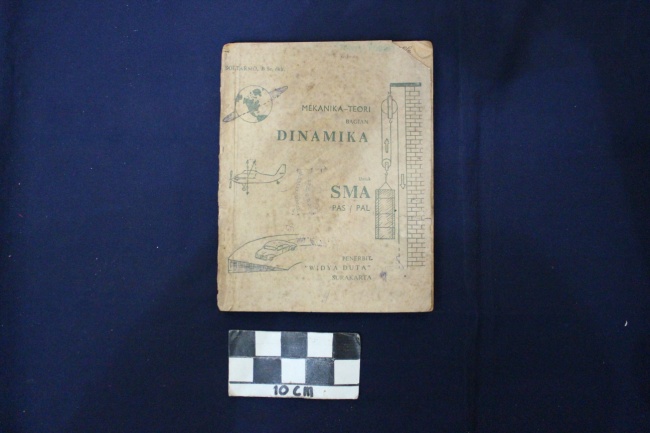 MEKANIKA-TEORI
BAGIAN
DINAMIKA
SMA
PAS / PAL
PENERBIT
"WIDYA DUTA"
SURAKARTA
10 CM